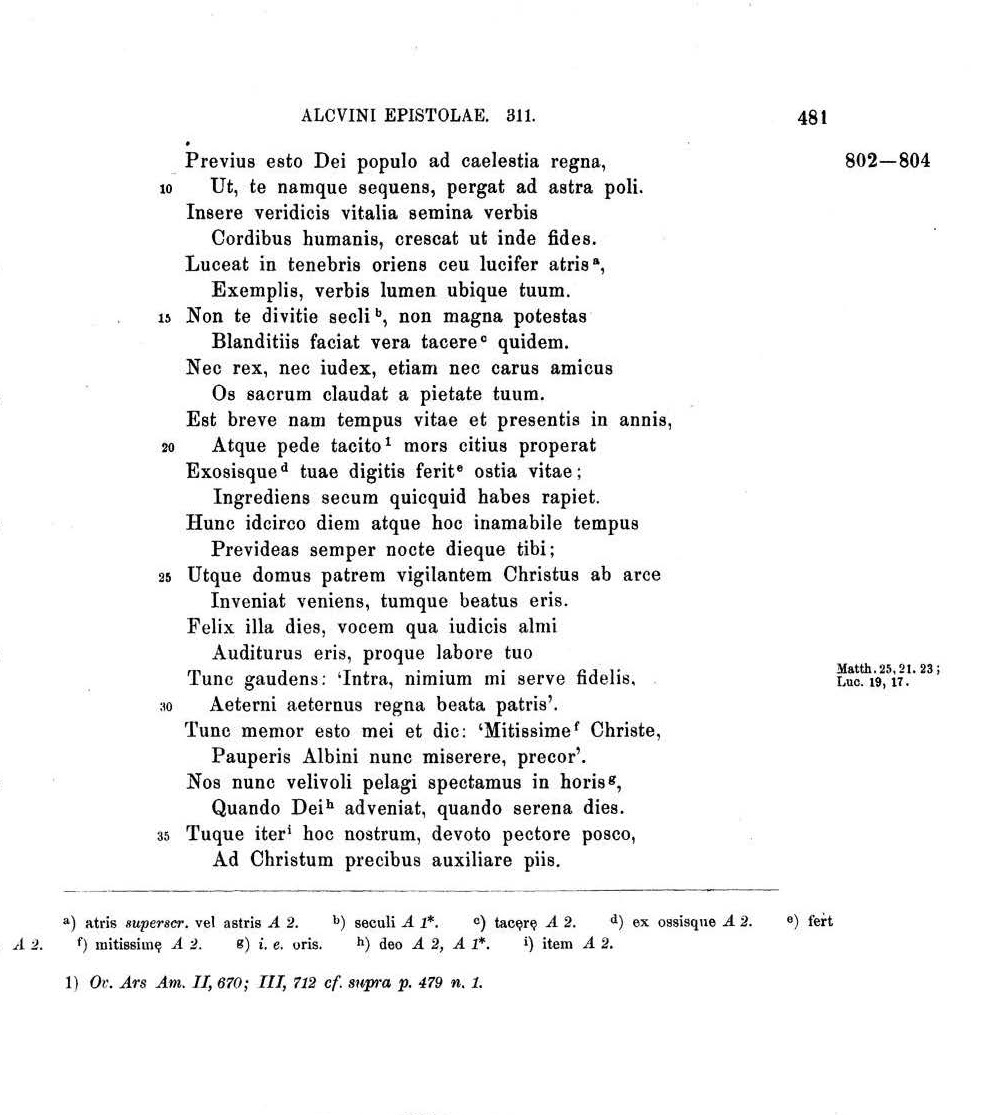 ALCVINI EPISTOLAE. 311. 481
Previus esto Dei populo ad caelestia regna, 802—804
10 Ut, te namque sequens, pergat ad astra poli.
Insere veridicis vitalia semina verbis
Cordibus humanis, crescat ut inde fides.
Luceat in tenebris oriens ceu lucifer atris ᵃ,
Exemplis, verbis lumen ubique tuum.
15 Non te divitie secli ᵇ, non magna potestas
Blanditiis faciat vera tacere ᶜ quidem.
Nec rex, nec iudex, etiam nec carus amicus
Os sacrum claudat a pietate tuum.
Est breve nam tempus vitae et presentis in annis,
20 Atque pede tacito ¹ mors citius properat
Exosisque ᵈ tuae digitis ferit ᵉ ostia vitae;
Ingrediens secum quicquid habes rapiet.
Hunc idcirco diem atque hoc inamabile tempus
Prevideas semper nocte dieque tibi;
25 Utque domus patrem vigilantem Christus ab arce
Inveniat veniens, tumque beatus eris.
Felix illa dies, vocem qua iudicis almi
Auditurus eris, proque labore tuo
Tunc gaudens: ‘Intra, nimium mi serve fidelis, Matth. 25, 21. 23; Luc. 19, 17.
30 Aeterni aeternus regna beata patris’.
Tunc memor esto mei et dic: ‘Mitissime ᶠ Christe,
Pauperis Albini nunc miserere, precor’.
Nos nunc velivoli pelagi spectamus in horis ᵍ,
Quando Dei ʰ adveniat, quando serena dies.
35 Tuque iter ⁱ hoc nostrum, devoto pectore posco,
Ad Christum precibus auxiliare piis.
a) atris superscr. vel astris A 2. b) seculi A 1*. c) tacęrę A 2. d) ex ossisque A 2. e) fert
A 2. f) mitissimę A 2. g) i. e. oris. h) deo A 2, A 1*. i) item A 2.
1) Ov. Ars Am. II, 670; III, 712 cf. supra p. 479 n. 1.